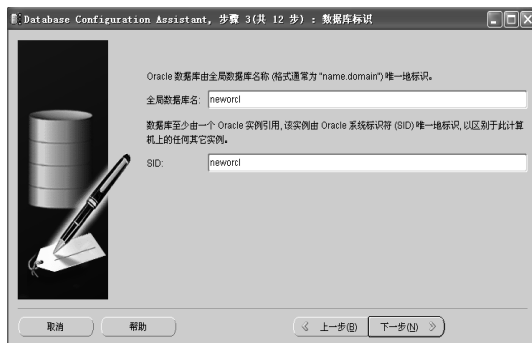 Database Configuration Assistant, 步骤 3(共 12 步) : 数据库标识
Oracle 数据库由全局数据库名称 (格式通常为 "name.domain") 唯一地标识。
全局数据库名: neworcl
数据库至少由一个 Oracle 实例引用, 该实例由 Oracle 系统标识符 (SID) 唯一地标识, 以区别于此计算
机上的任何其它实例。
SID: neworcl
取消 帮助 上一步(B) 下一步(N)